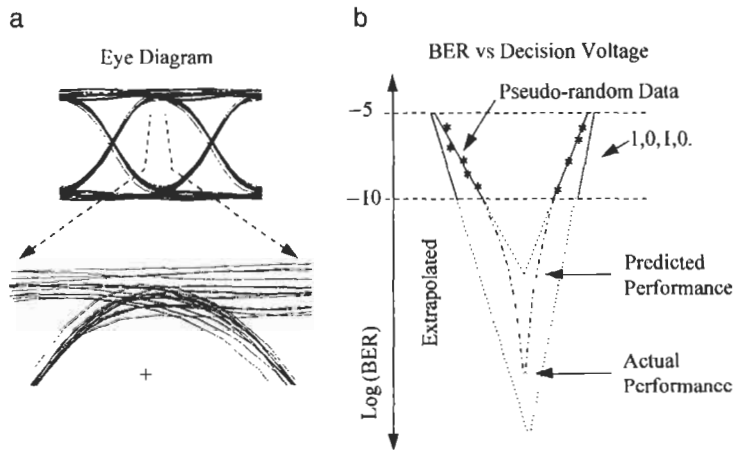 a
Eye Diagram
+
b
BER vs Decision Voltage
Pseudo-random Data
−5
1,0,1,0.
−10
Extrapolated
Predicted
Performance
Log (BER)
Actual
Performance